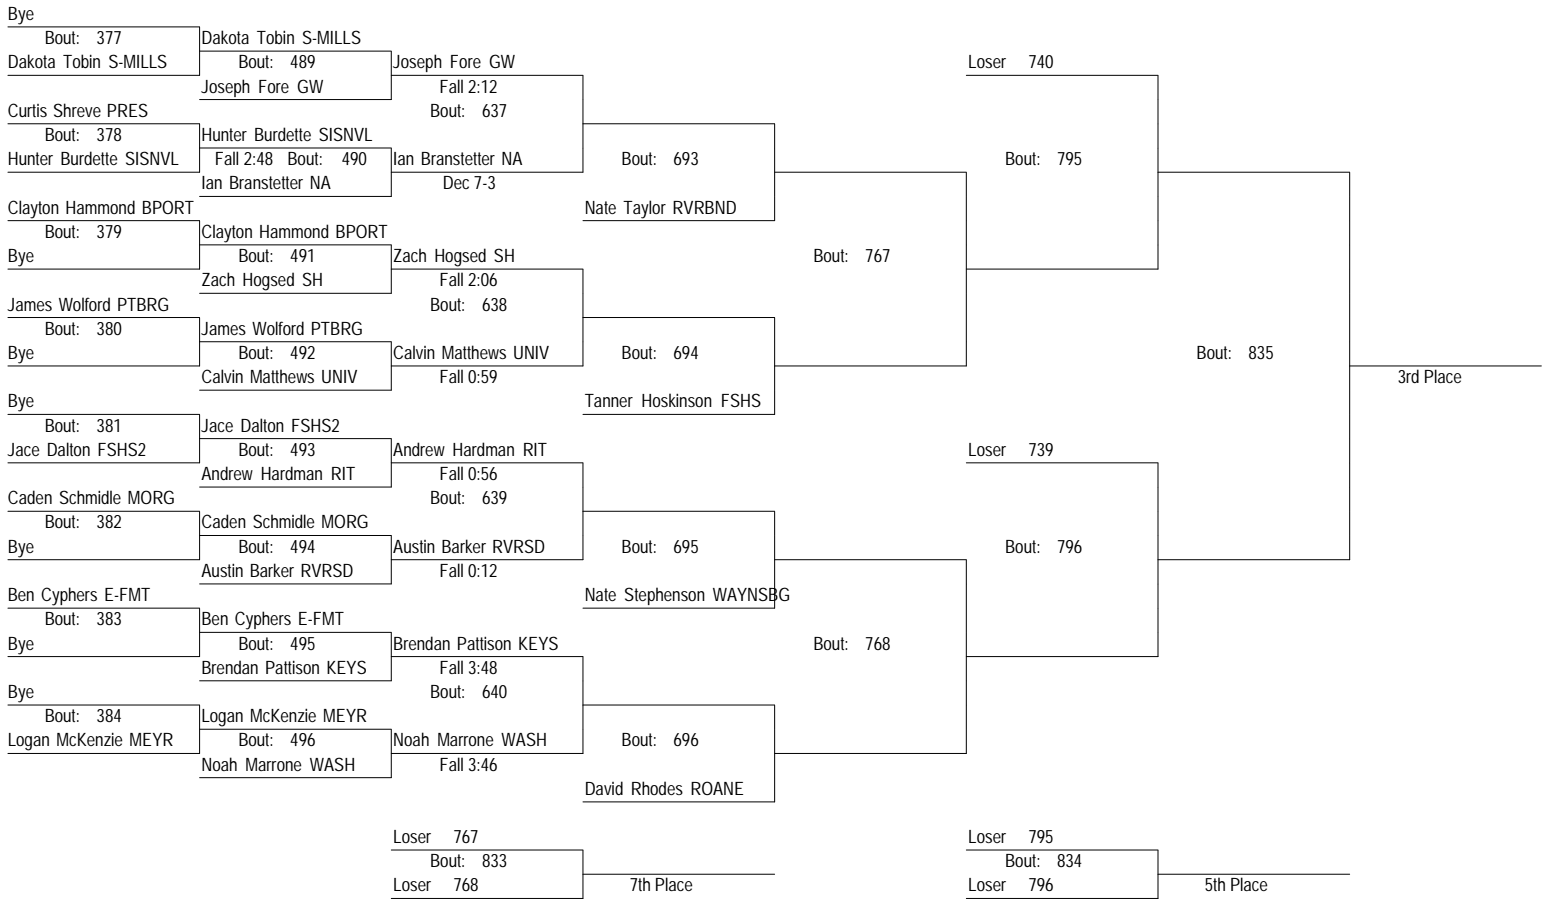 Bye
Bout: 377
Dakota Tobin S-MILLS
Curtis Shreve PRES
Bout: 378
Hunter Burdette SISNVL
Clayton Hammond BPORT
Bout: 379
Bye
James Wolford PTBRG
Bout: 380
Bye
Bye
Bout: 381
Jace Dalton FSHS2
Caden Schmidle MORG
Bout: 382
Bye
Ben Cyphers E-FMT
Bout: 383
Bye
Bye
Bout: 384
Logan McKenzie MEYR
Dakota Tobin S-MILLS
Bout: 489
Joseph Fore GW
Hunter Burdette SISNVL
Fall 2:48 Bout: 490
Ian Branstetter NA
Clayton Hammond BPORT
Bout: 491
Zach Hogsed SH
James Wolford PTBRG
Bout: 492
Calvin Matthews UNIV
Jace Dalton FSHS2
Bout: 493
Andrew Hardman RIT
Caden Schmidle MORG
Bout: 494
Austin Barker RVRSD
Ben Cyphers E-FMT
Bout: 495
Brendan Pattison KEYS
Logan McKenzie MEYR
Bout: 496
Noah Marrone WASH
Joseph Fore GW
Fall 2:12
Bout: 637
Ian Branstetter NA
Dec 7-3
Zach Hogsed SH
Fall 2:06
Bout: 638
Calvin Matthews UNIV
Fall 0:59
Andrew Hardman RIT
Fall 0:56
Bout: 639
Austin Barker RVRSD
Fall 0:12
Brendan Pattison KEYS
Fall 3:48
Bout: 640
Noah Marrone WASH
Fall 3:46
Bout: 693
Nate Taylor RVRBND
Bout: 694
Tanner Hoskinson FSHS
Bout: 695
Nate Stephenson WAYNSBG
Bout: 696
David Rhodes ROANE
Bout: 767
Bout: 768
Loser 740
Bout: 795
Loser 739
Bout: 796
Bout: 835
3rd Place
Loser 767
Bout: 833
Loser 768
7th Place
Loser 795
Bout: 834
Loser 796
5th Place